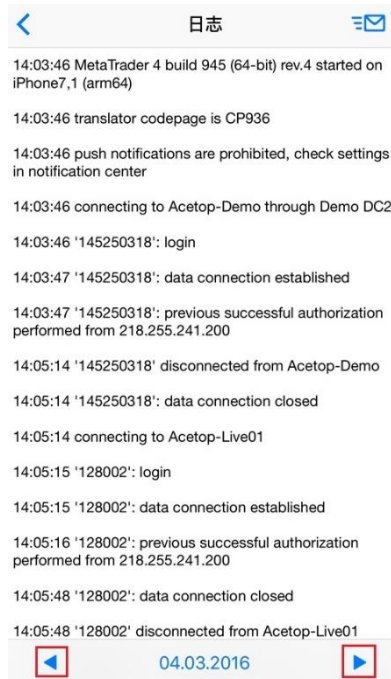 日志
14:03:46 MetaTrader 4 build 945 (64-bit) rev.4 started on
iPhone7,1 (arm64)
14:03:46 translator codepage is CP936
14:03:46 push notifications are prohibited, check settings
in notification center
14:03:46 connecting to Acetop-Demo through Demo DC2
14:03:46 '145250318': login
14:03:47 '145250318': data connection established
14:03:47 '145250318': previous successful authorization
performed from 218.255.241.200
14:05:14 '145250318' disconnected from Acetop-Demo
14:05:14 '145250318': data connection closed
14:05:14 connecting to Acetop-Live01
14:05:15 '128002': login
14:05:15 '128002': data connection established
14:05:16 '128002': previous successful authorization
performed from 218.255.241.200
14:05:48 '128002': data connection closed
14:05:48 '128002' disconnected from Acetop-Live01
04.03.2016